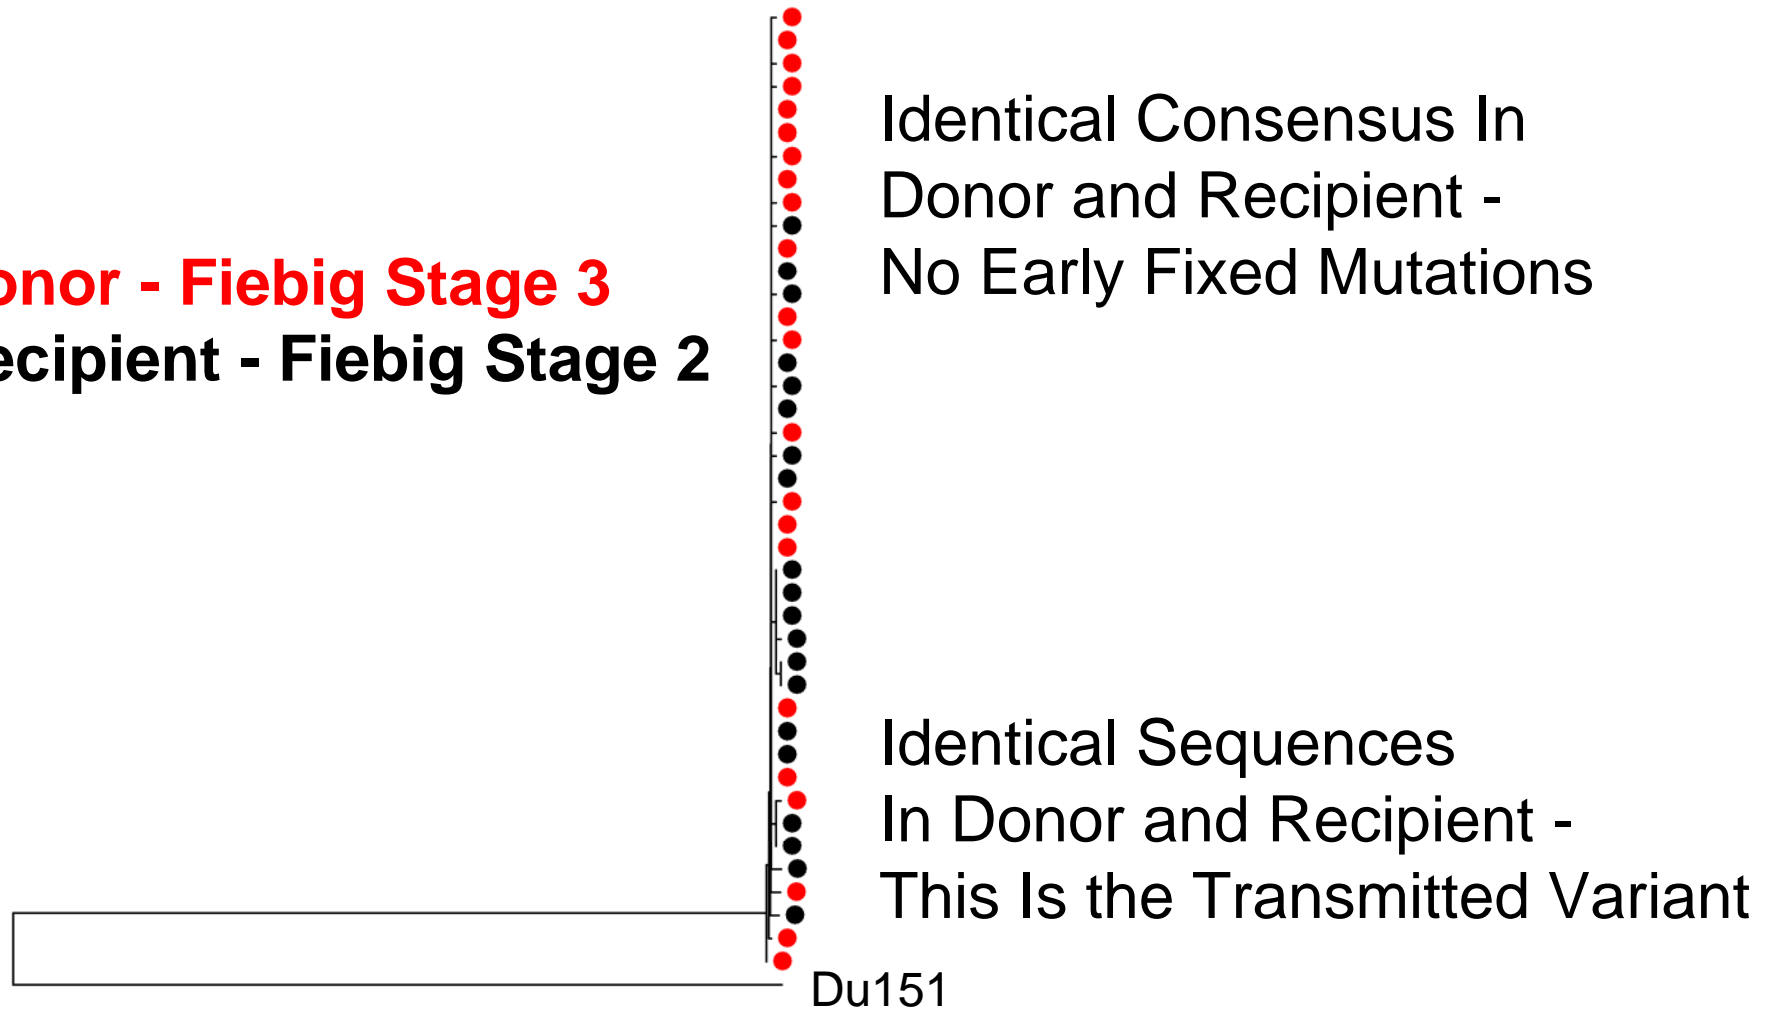 Identical Consensus In
Donor and Recipient -
No Early Fixed Mutations
onor - Fiebig Stage 3
ecipient - Fiebig Stage 2
Identical Sequences
In Donor and Recipient -
This Is the Transmitted Variant
Du151